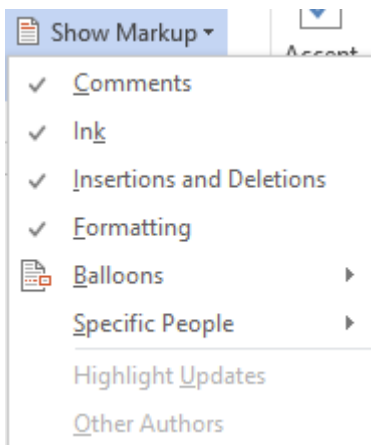 Show Markup
Accept
Comments
Ink
Insertions and Deletions
Formatting
Balloons
Specific People
Highlight Updates
Other Authors